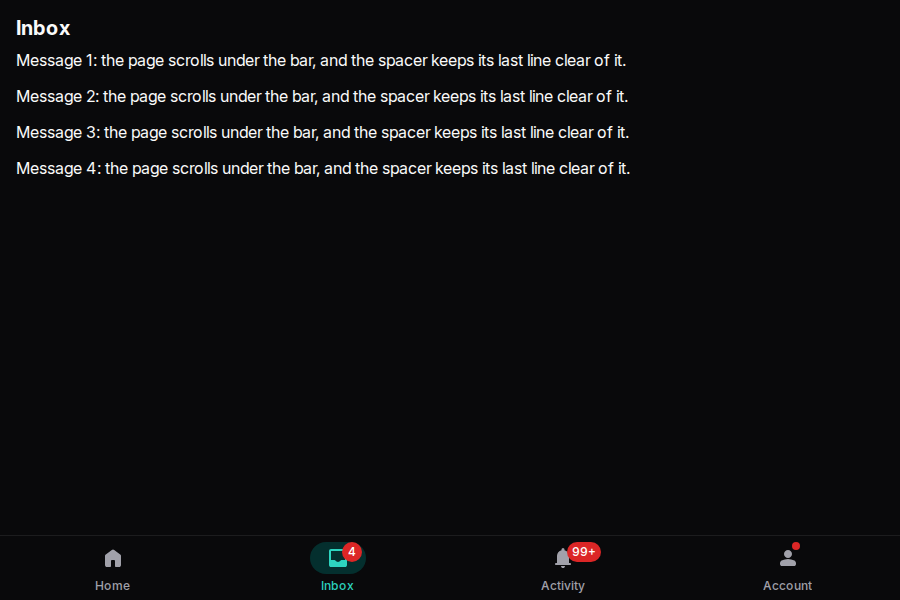 Inbox
Message 1: the page scrolls under the bar, and the spacer keeps its last line clear of it.
Message 2: the page scrolls under the bar, and the spacer keeps its last line clear of it.
Message 3: the page scrolls under the bar, and the spacer keeps its last line clear of it.
Message 4: the page scrolls under the bar, and the spacer keeps its last line clear of it.
4
99+
Home
Inbox
Activity
Account